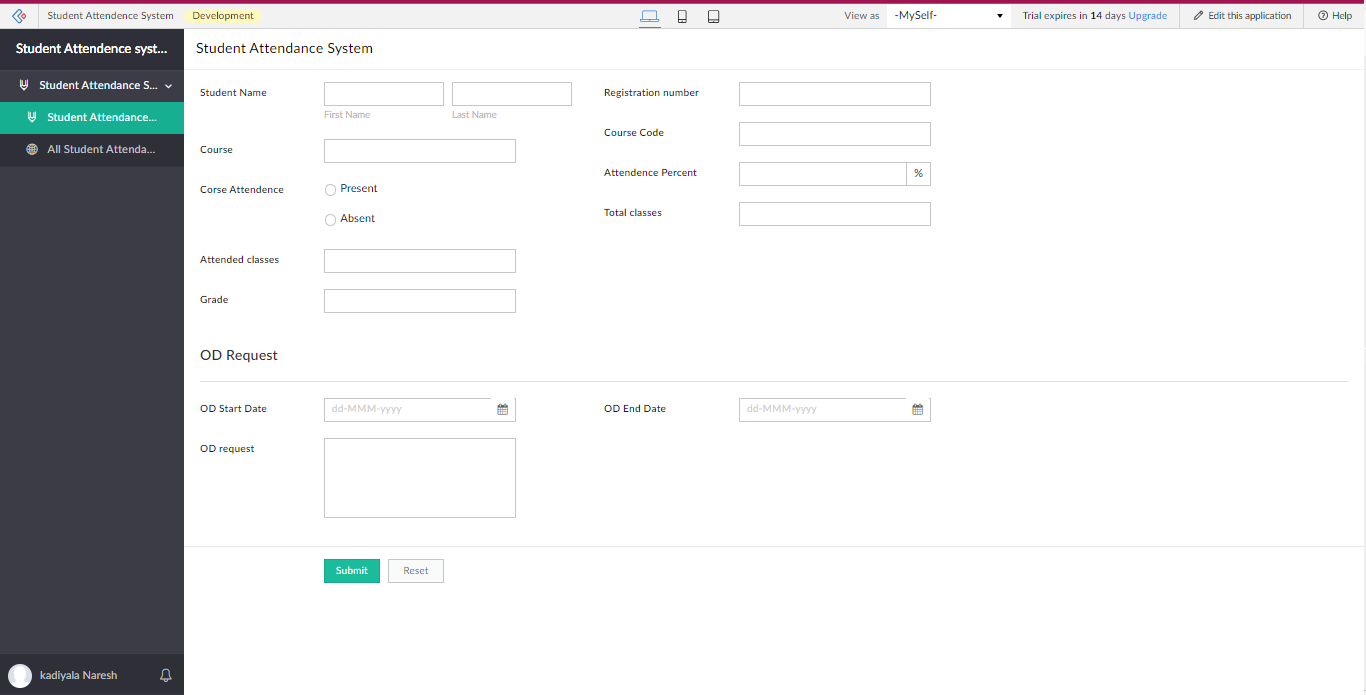 Student Attendence System Development View as -MySelf- Trial expires in 14 days Upgrade Edit this application Help
Student Attendence syst...
Student Attendance S...
Student Attendance...
All Student Attenda...
kadiyala Naresh
Student Attendance System
Student Name
First Name Last Name
Registration number
Course Code
Course
Attendence Percent %
Corse Attendence Present
Absent
Total classes
Attended classes
Grade
OD Request
OD Start Date dd-MMM-yyyy OD End Date dd-MMM-yyyy
OD request
Submit Reset